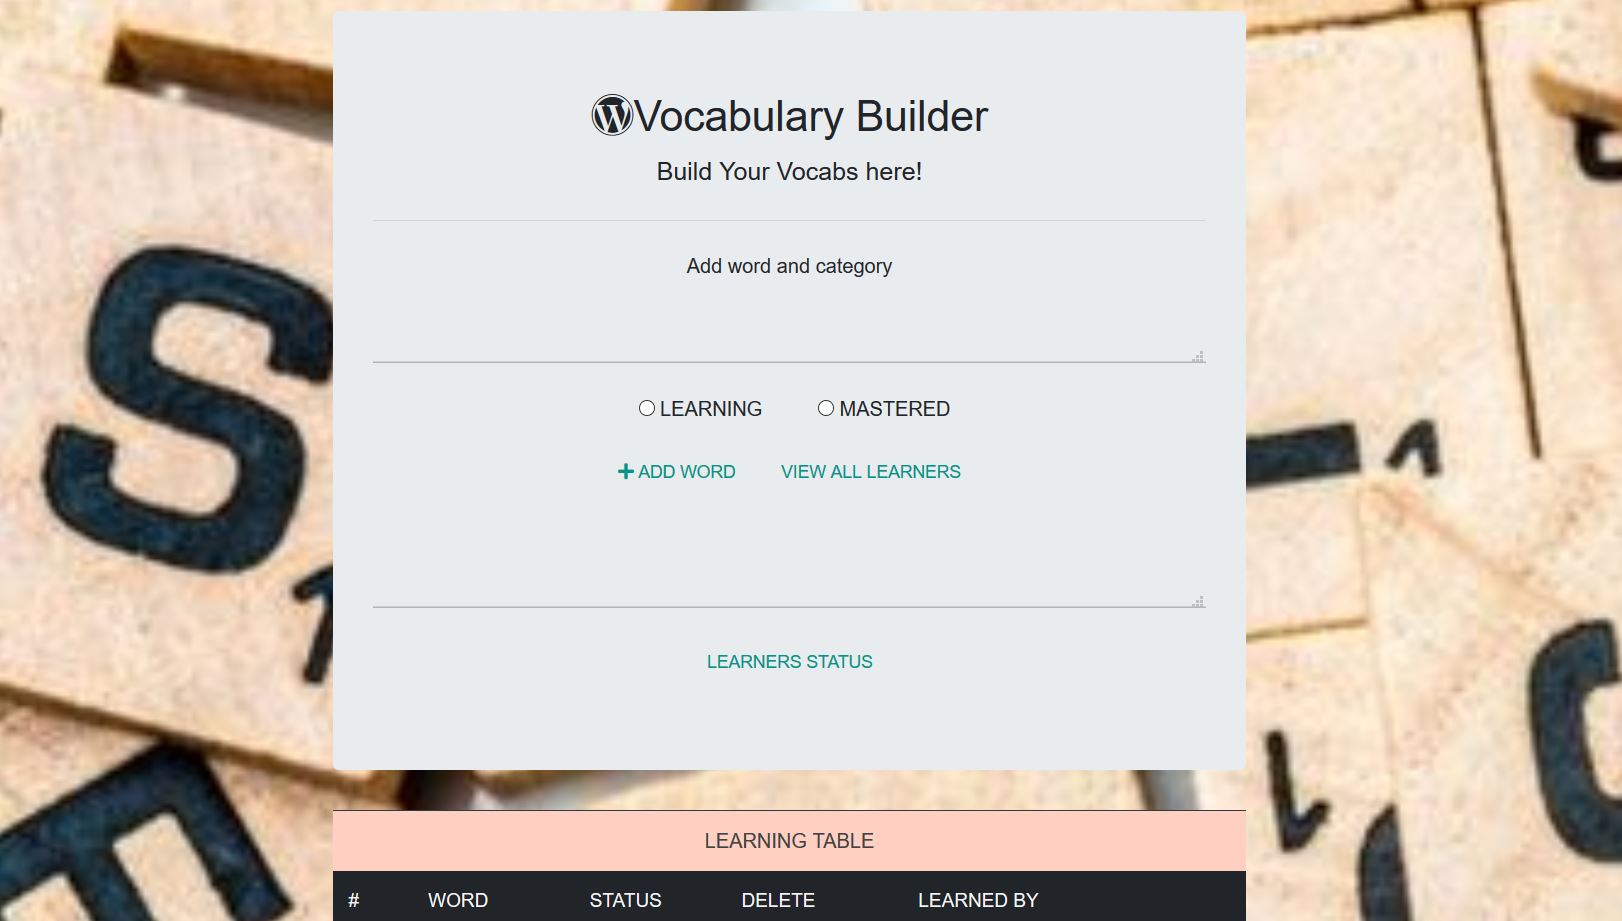 Vocabulary Builder
Build Your Vocabs here!
Add word and category
LEARNING MASTERED
ADD WORD VIEW ALL LEARNERS
LEARNERS STATUS
LEARNING TABLE
# WORD STATUS DELETE LEARNED BY
S
1